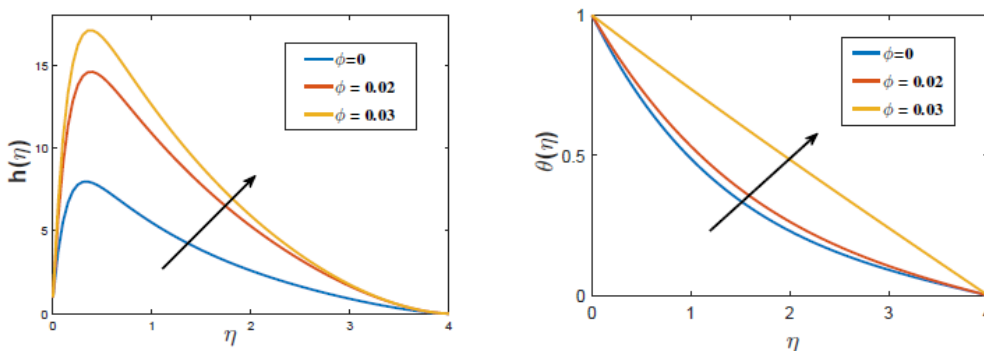 h(η)
15
10
5
0
0 1 2 3 4
η
ϕ=0
ϕ = 0.02
ϕ = 0.03
θ(η)
1
0.5
0
0 1 2 3 4
η
ϕ=0
ϕ = 0.02
ϕ = 0.03